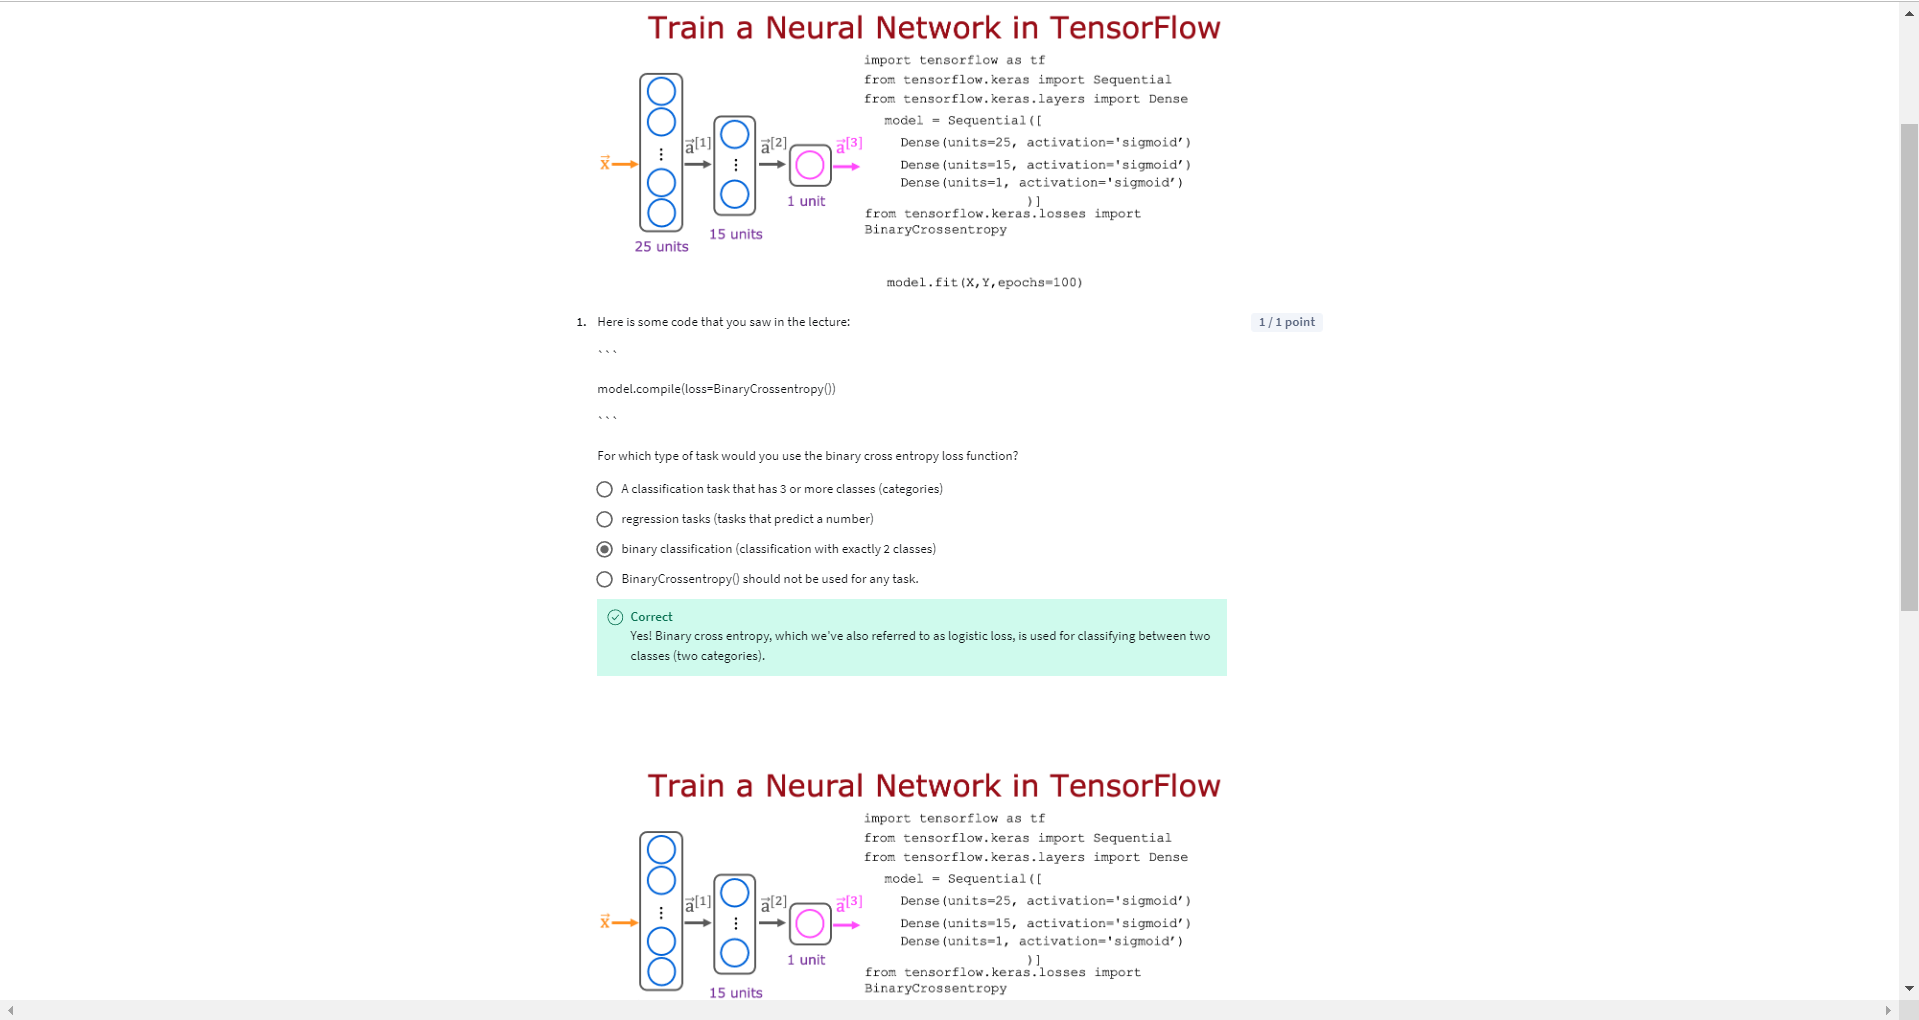 Train a Neural Network in TensorFlow
import tensorflow as tf
from tensorflow.keras import Sequential
from tensorflow.keras.layers import Dense
model = Sequential([
Dense(units=25, activation='sigmoid’)
Dense(units=15, activation='sigmoid’)
Dense(units=1, activation='sigmoid’)
)]
from tensorflow.keras.losses import
BinaryCrossentropy
model.fit(X,Y,epochs=100)
x⃗
a⃗[1]
a⃗[2]
a⃗[3]
25 units
15 units
1 unit
1. Here is some code that you saw in the lecture:
1 / 1 point
```
model.compile(loss=BinaryCrossentropy())
```
For which type of task would you use the binary cross entropy loss function?
A classification task that has 3 or more classes (categories)
regression tasks (tasks that predict a number)
binary classification (classification with exactly 2 classes)
BinaryCrossentropy() should not be used for any task.
Correct
Yes! Binary cross entropy, which we've also referred to as logistic loss, is used for classifying between two
classes (two categories).
Train a Neural Network in TensorFlow
import tensorflow as tf
from tensorflow.keras import Sequential
from tensorflow.keras.layers import Dense
model = Sequential([
Dense(units=25, activation='sigmoid’)
Dense(units=15, activation='sigmoid’)
Dense(units=1, activation='sigmoid’)
)]
from tensorflow.keras.losses import
BinaryCrossentropy
x⃗
a⃗[1]
a⃗[2]
a⃗[3]
15 units
1 unit